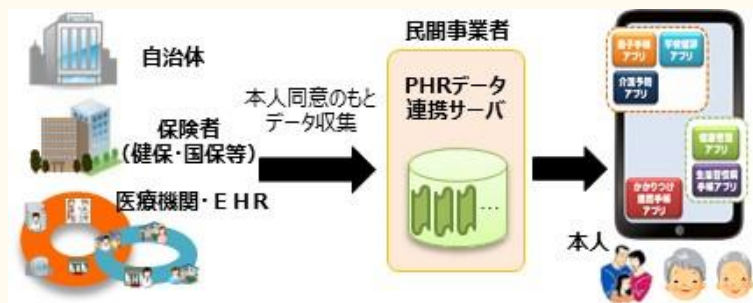 自治体
保険者
（健保・国保等）
医療機関・ＥＨＲ
本人同意のもと
データ収集
民間事業者
PHRデータ
連携サーバ
…
母子手帳
アプリ
学校健診
アプリ
介護予防
アプリ
健康管理
アプリ
生活習慣病
手帳アプリ
かかりつけ
連携手帳
アプリ
本人